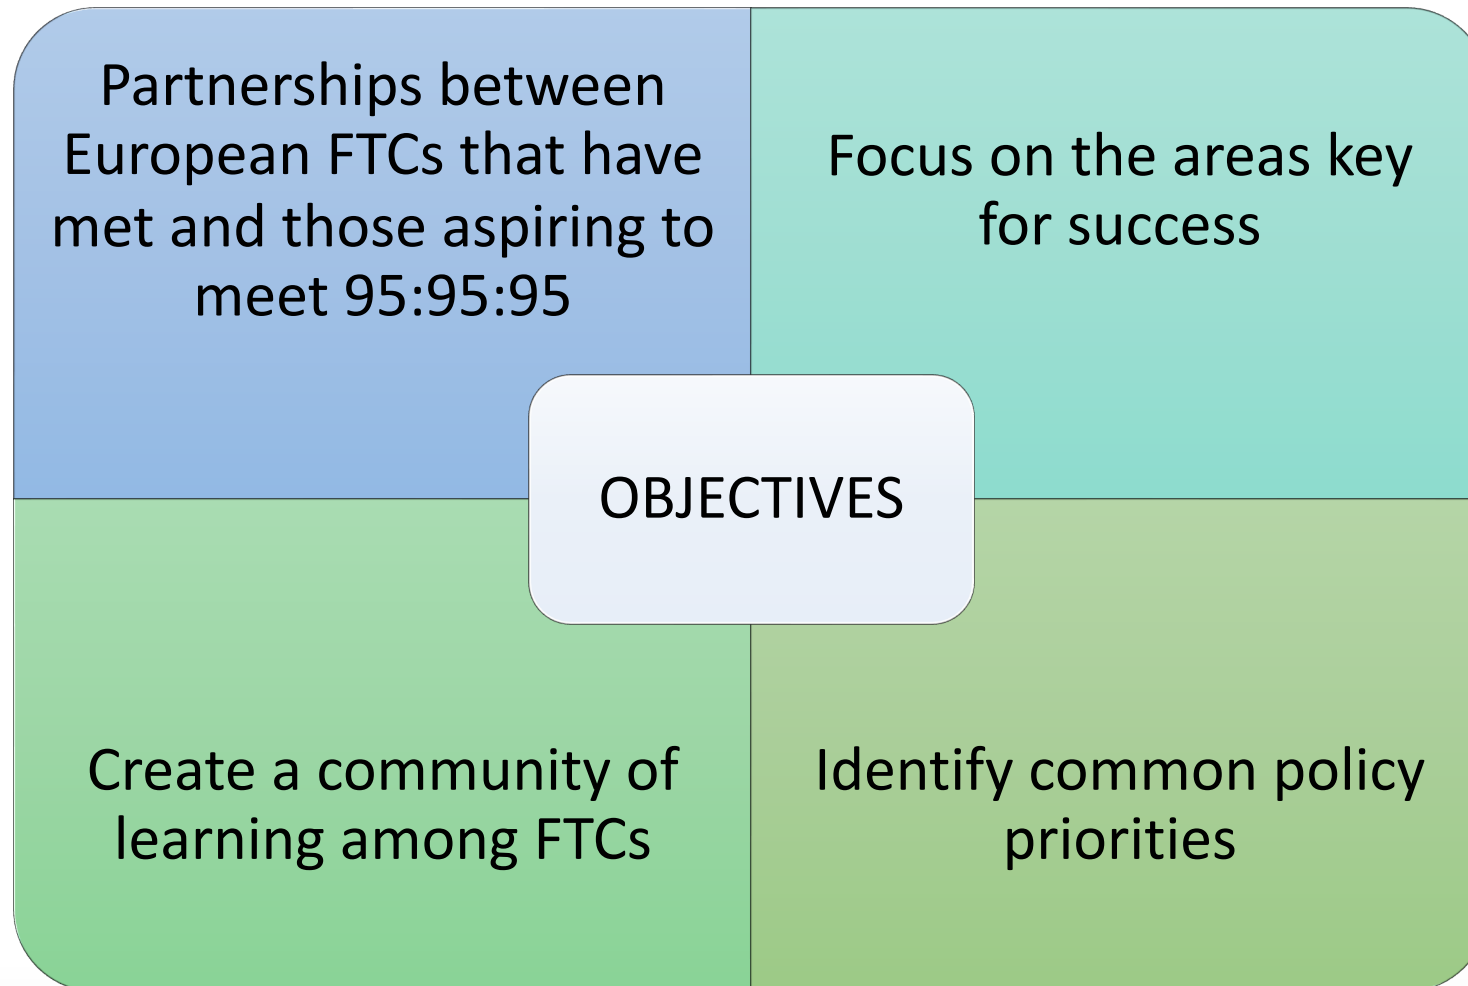 Partnerships between
European FTCs that have
met and those aspiring to
meet 95:95:95
Focus on the areas key
for success
OBJECTIVES
Create a community of
learning among FTCs
Identify common policy
priorities